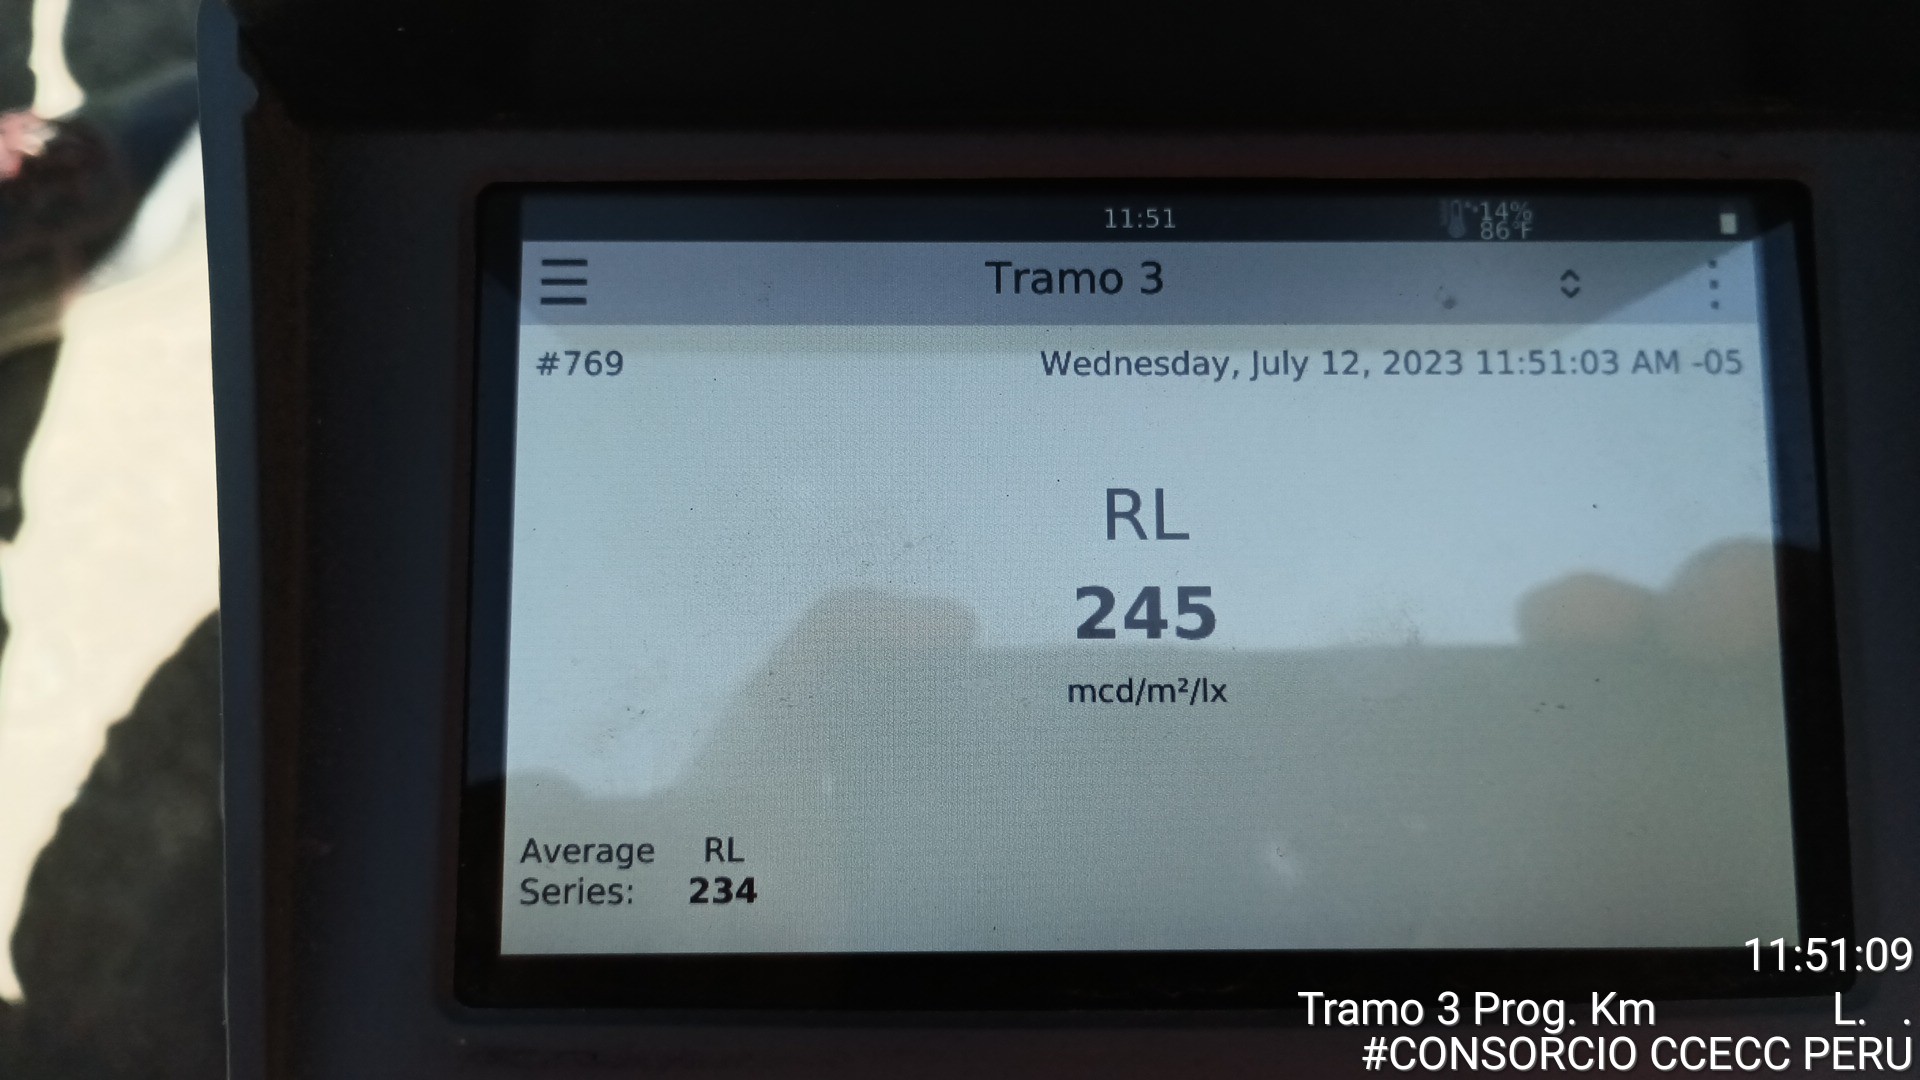 11:51
14%
86°F
Tramo 3
#769
Wednesday, July 12, 2023 11:51:03 AM -05
RL
245
mcd/m²/lx
Average RL
Series: 234
11:51:09
Tramo 3 Prog. Km L. .
#CONSORCIO CCECC PERU